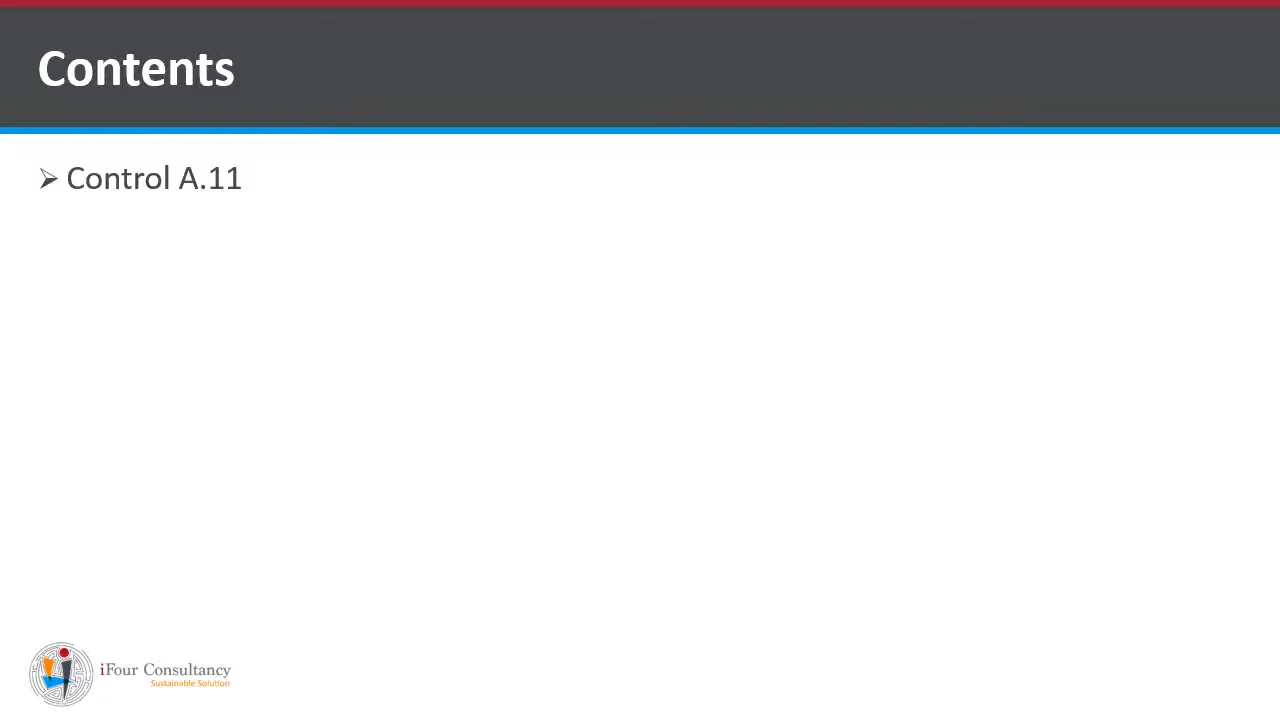 Contents
➢ Control A.11
iFour Consultancy
Sustainable Solution